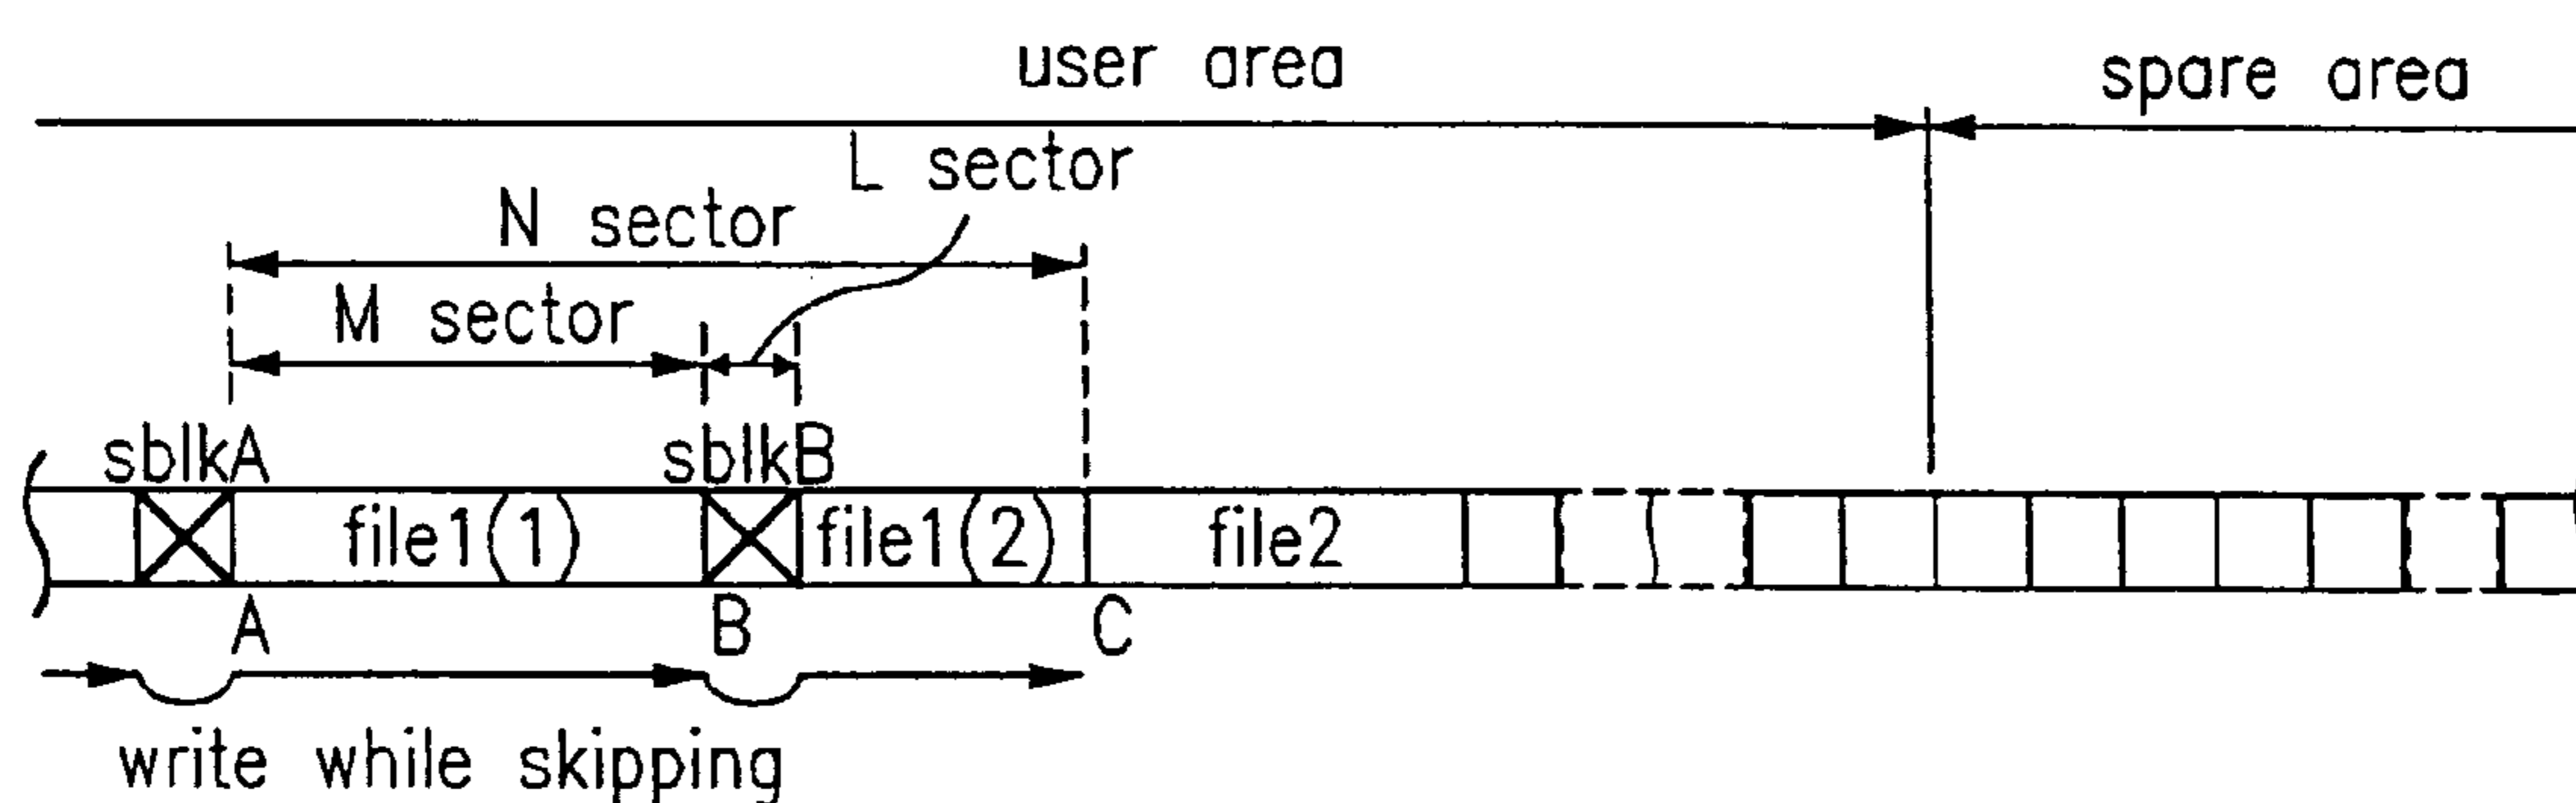 user area
spare area
L sector
N sector
M sector
sblkA
sblkB
file1(1)
file1(2)
file2
A
B
C
write while skipping